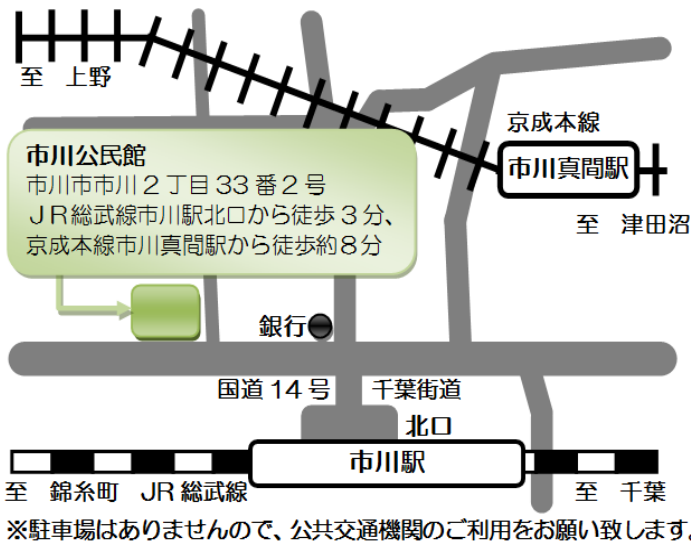 至 上野
京成本線
市川真間駅
至 津田沼
市川公民館
市川市市川2丁目33番2号
JR総武線市川駅北口から徒歩3分、
京成本線市川真間駅から徒歩約8分
銀行
国道14号 千葉街道
北口
市川駅
至 錦糸町 JR総武線
至 千葉
※駐車場はありませんので、公共交通機関のご利用をお願い致します。